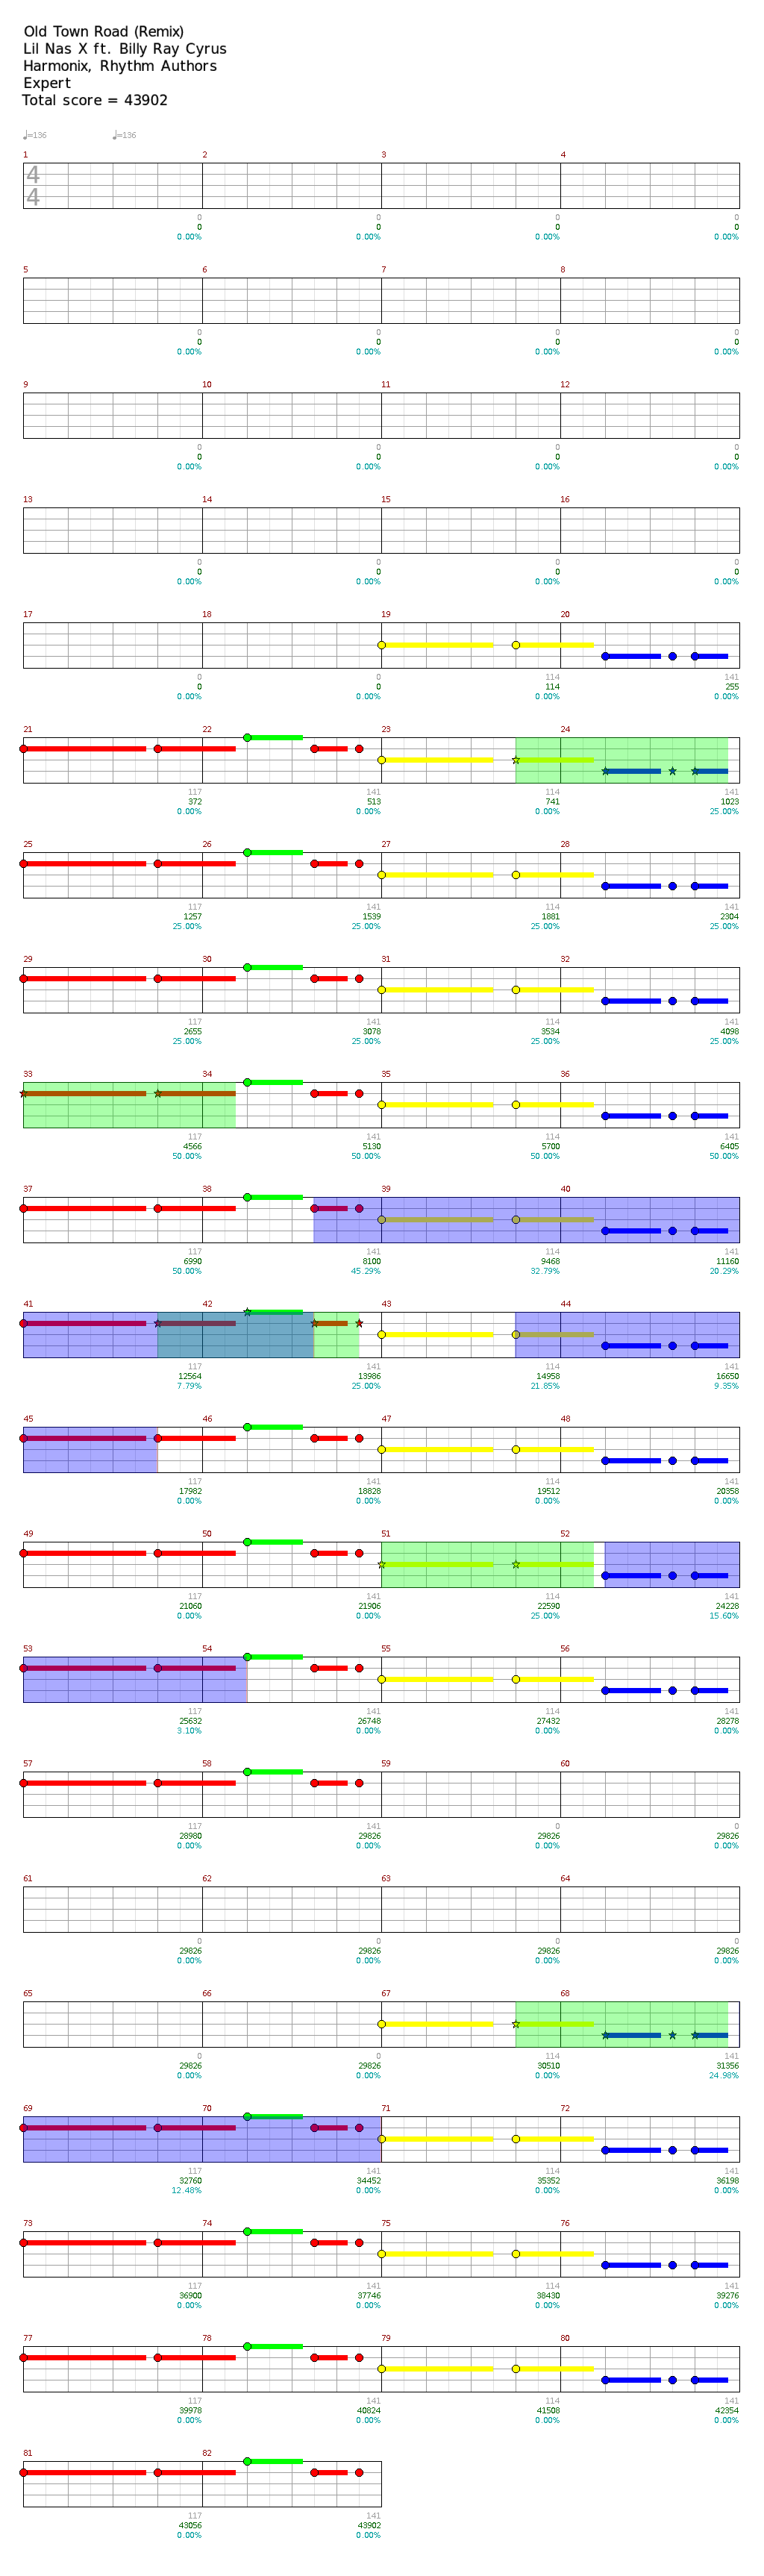 Old Town Road (Remix)
Lil Nas X ft. Billy Ray Cyrus
Harmonix, Rhythm Authors
Expert
Total score = 43902
♩=136 ♩=136
1 2 3 4
4
4
0 0 0 0
0 0 0 0
0.00% 0.00% 0.00% 0.00%
5 6 7 8
0 0 0 0
0 0 0 0
0.00% 0.00% 0.00% 0.00%
9 10 11 12
0 0 0 0
0 0 0 0
0.00% 0.00% 0.00% 0.00%
13 14 15 16
0 0 0 0
0 0 0 0
0.00% 0.00% 0.00% 0.00%
17 18 19 20
0 0 114 141
0 0 114 255
0.00% 0.00% 0.00% 0.00%
21 22 23 24
117 141 114 141
372 513 741 1023
0.00% 0.00% 0.00% 25.00%
25 26 27 28
117 141 114 141
1257 1539 1881 2304
25.00% 25.00% 25.00% 25.00%
29 30 31 32
117 141 114 141
2655 3078 3534 4098
25.00% 25.00% 25.00% 25.00%
33 34 35 36
117 141 114 141
4566 5130 5700 6405
50.00% 50.00% 50.00% 50.00%
37 38 39 40
117 141 114 141
6990 8100 9468 11160
50.00% 45.29% 32.79% 20.29%
41 42 43 44
117 141 114 141
12564 13986 14958 16650
7.79% 25.00% 21.85% 9.35%
45 46 47 48
117 141 114 141
17982 18828 19512 20358
0.00% 0.00% 0.00% 0.00%
49 50 51 52
117 141 114 141
21060 21906 22590 24228
0.00% 0.00% 25.00% 15.60%
53 54 55 56
117 141 114 141
25632 26748 27432 28278
3.10% 0.00% 0.00% 0.00%
57 58 59 60
117 141 0 0
28980 29826 29826 29826
0.00% 0.00% 0.00% 0.00%
61 62 63 64
0 0 0 0
29826 29826 29826 29826
0.00% 0.00% 0.00% 0.00%
65 66 67 68
0 0 114 141
29826 29826 30510 31356
0.00% 0.00% 0.00% 24.98%
69 70 71 72
117 141 114 141
32760 34452 35352 36198
12.48% 0.00% 0.00% 0.00%
73 74 75 76
117 141 114 141
36900 37746 38430 39276
0.00% 0.00% 0.00% 0.00%
77 78 79 80
117 141 114 141
39978 40824 41508 42354
0.00% 0.00% 0.00% 0.00%
81 82
117 141
43056 43902
0.00% 0.00%